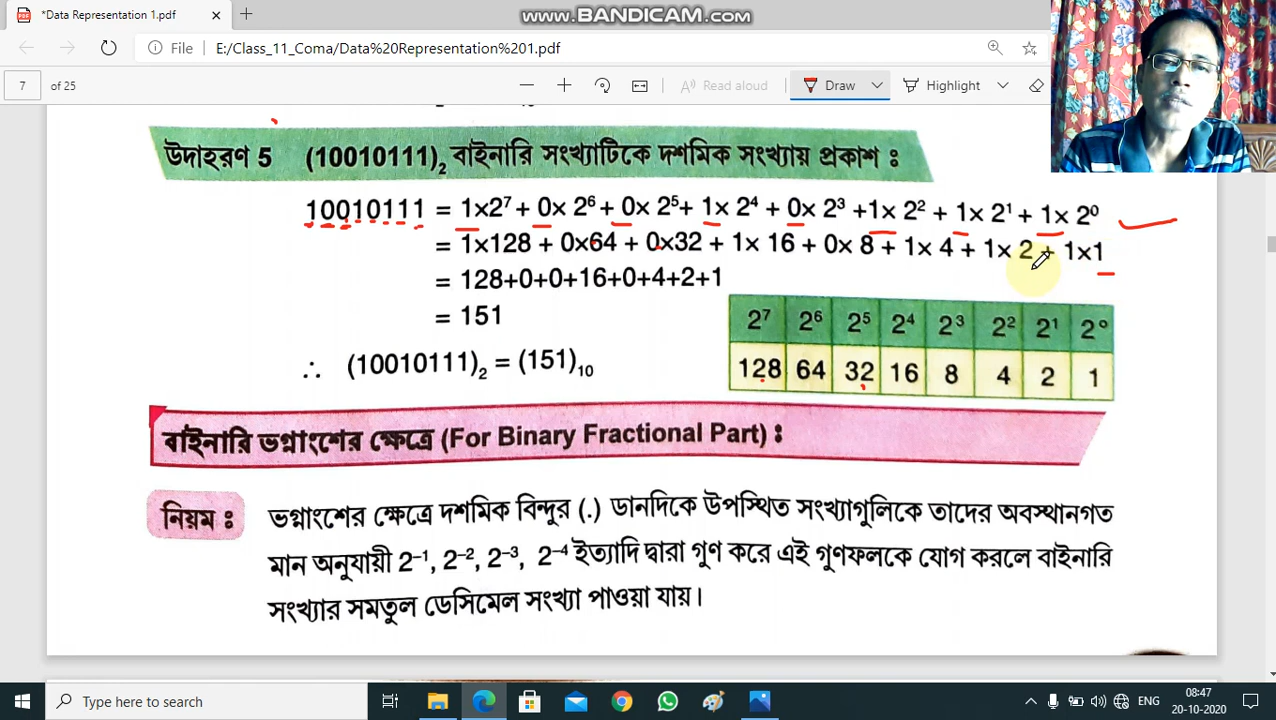 www.BANDICAM.com
*Data Representation 1.pdf
File E:/Class_11_Coma/Data%20Representation%201.pdf
7 of 25 Read aloud Draw Highlight
উদাহরণ 5 (10010111)₂ বাইনারি সংখ্যাটিকে দশমিক সংখ্যায় প্রকাশ ঃ
10010111 = 1×2⁷ + 0× 2⁶ + 0× 2⁵+ 1× 2⁴ + 0× 2³ +1× 2² + 1× 2¹ + 1× 2⁰
= 1×128 + 0×64 + 0×32 + 1× 16 + 0× 8 + 1× 4 + 1× 2 + 1×1
= 128+0+0+16+0+4+2+1
= 151
∴ (10010111)₂ = (151)₁₀
2⁷ 2⁶ 2⁵ 2⁴ 2³ 2² 2¹ 2⁰
128 64 32 16 8 4 2 1
বাইনারি ভগ্নাংশের ক্ষেত্রে (For Binary Fractional Part) ঃ
নিয়ম ঃ ভগ্নাংশের ক্ষেত্রে দশমিক বিন্দুর (.) ডানদিকে উপস্থিত সংখ্যাগুলিকে তাদের অবস্থানগত
মান অনুযায়ী 2⁻¹, 2⁻², 2⁻³, 2⁻⁴ ইত্যাদি দ্বারা গুণ করে এই গুণফলকে যোগ করলে বাইনারি
সংখ্যার সমতুল ডেসিমেল সংখ্যা পাওয়া যায়।
Type here to search
ENG
08:47
20-10-2020